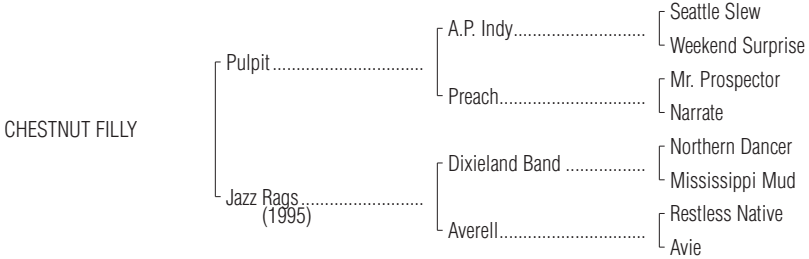 Seattle Slew
A.P. Indy..............................
Weekend Surprise
Pulpit..................................
Mr. Prospector
Preach.................................
Narrate
CHESTNUT FILLY
Northern Dancer
Dixieland Band ..................
Mississippi Mud
Jazz Rags...........................
(1995)
Restless Native
Averell.................................
Avie